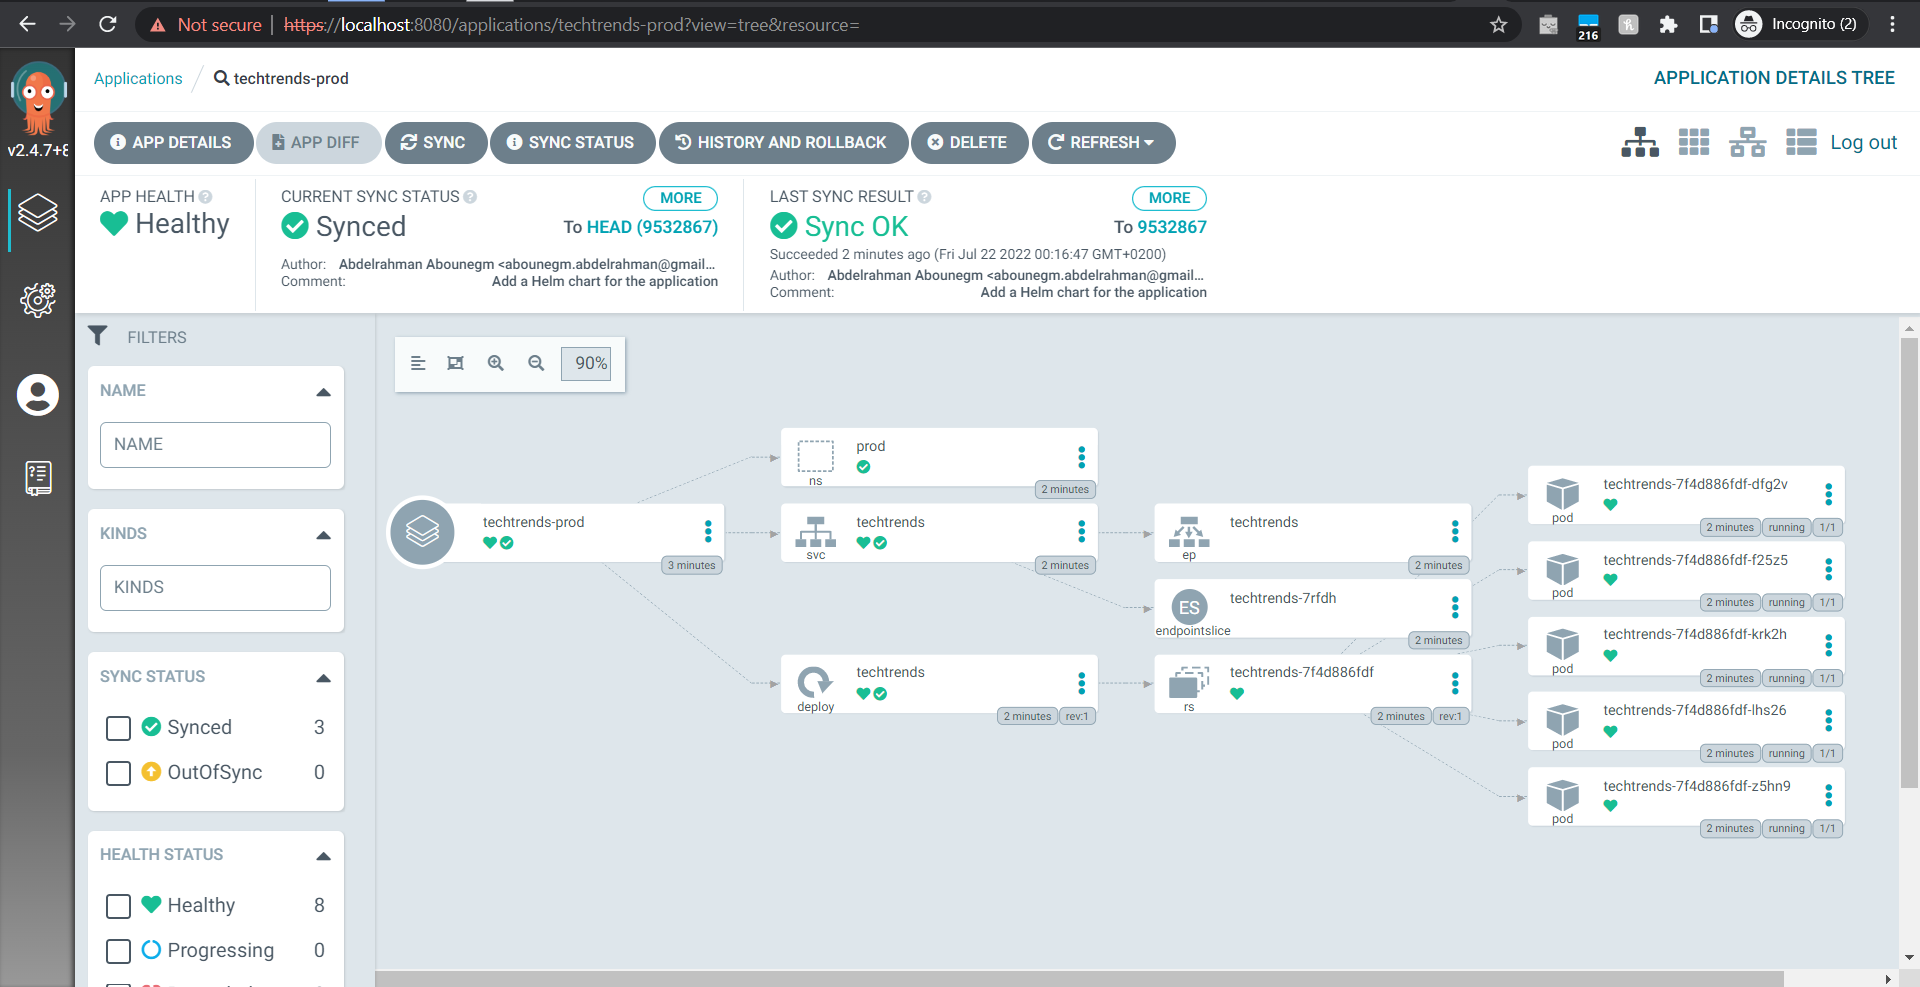 Not secure
https://localhost:8080/applications/techtrends-prod?view=tree&resource=
216
Incognito (2)
v2.4.7+8
Applications / techtrends-prod
APPLICATION DETAILS TREE
APP DETAILS
APP DIFF
SYNC
SYNC STATUS
HISTORY AND ROLLBACK
DELETE
REFRESH
Log out
APP HEALTH
Healthy
CURRENT SYNC STATUS
MORE
Synced
To HEAD (9532867)
Author: Abdelrahman Abounegm <abounegm.abdelrahman@gmail...
Comment: Add a Helm chart for the application
LAST SYNC RESULT
MORE
Sync OK
To 9532867
Succeeded 2 minutes ago (Fri Jul 22 2022 00:16:47 GMT+0200)
Author: Abdelrahman Abounegm <abounegm.abdelrahman@gmail...
Comment: Add a Helm chart for the application
FILTERS
NAME
NAME
KINDS
KINDS
SYNC STATUS
Synced 3
OutOfSync 0
HEALTH STATUS
Healthy 8
Progressing 0
90%
techtrends-prod
3 minutes
prod
ns
2 minutes
techtrends
svc
2 minutes
techtrends
deploy
2 minutes rev:1
techtrends
ep
2 minutes
ES
techtrends-7rfdh
endpointslice
2 minutes
techtrends-7f4d886fdf
rs
2 minutes rev:1
techtrends-7f4d886fdf-dfg2v
pod
2 minutes running 1/1
techtrends-7f4d886fdf-f25z5
pod
2 minutes running 1/1
techtrends-7f4d886fdf-krk2h
pod
2 minutes running 1/1
techtrends-7f4d886fdf-lhs26
pod
2 minutes running 1/1
techtrends-7f4d886fdf-z5hn9
pod
2 minutes running 1/1